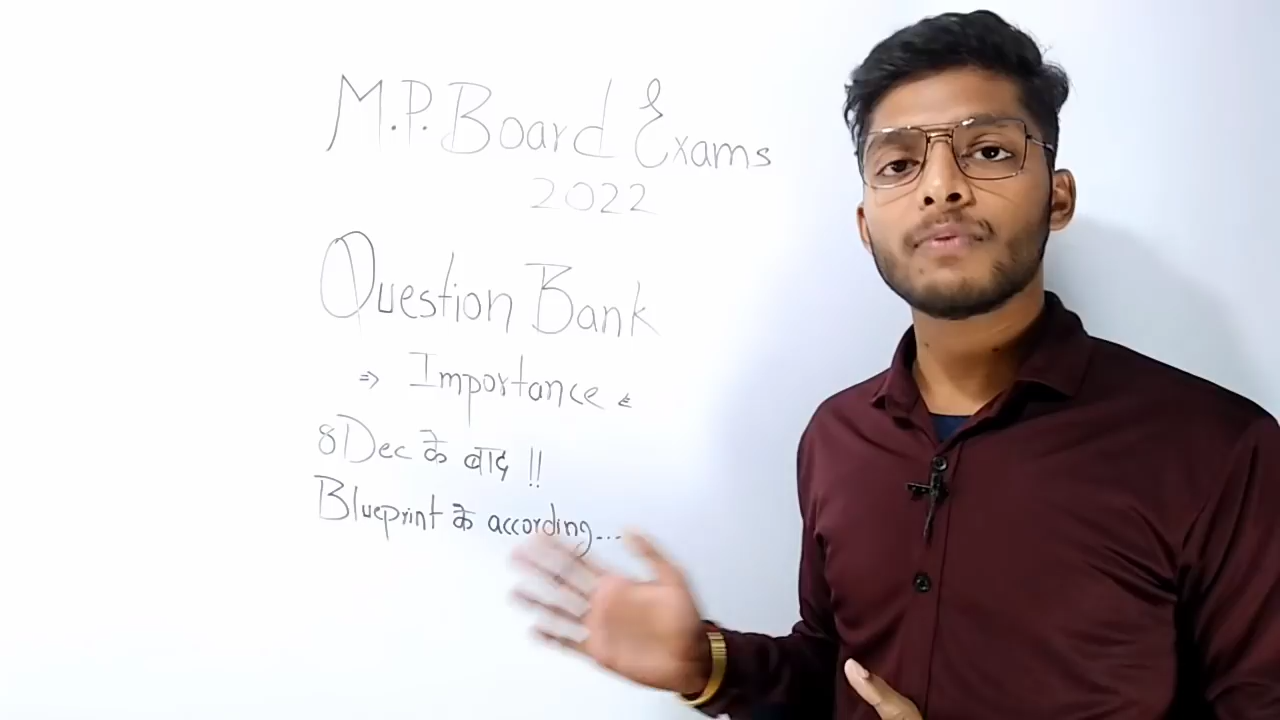 M.P. Board Exams
2022
Question Bank
⇒ Importance
8 Dec के बाद !!
Blueprint के according...